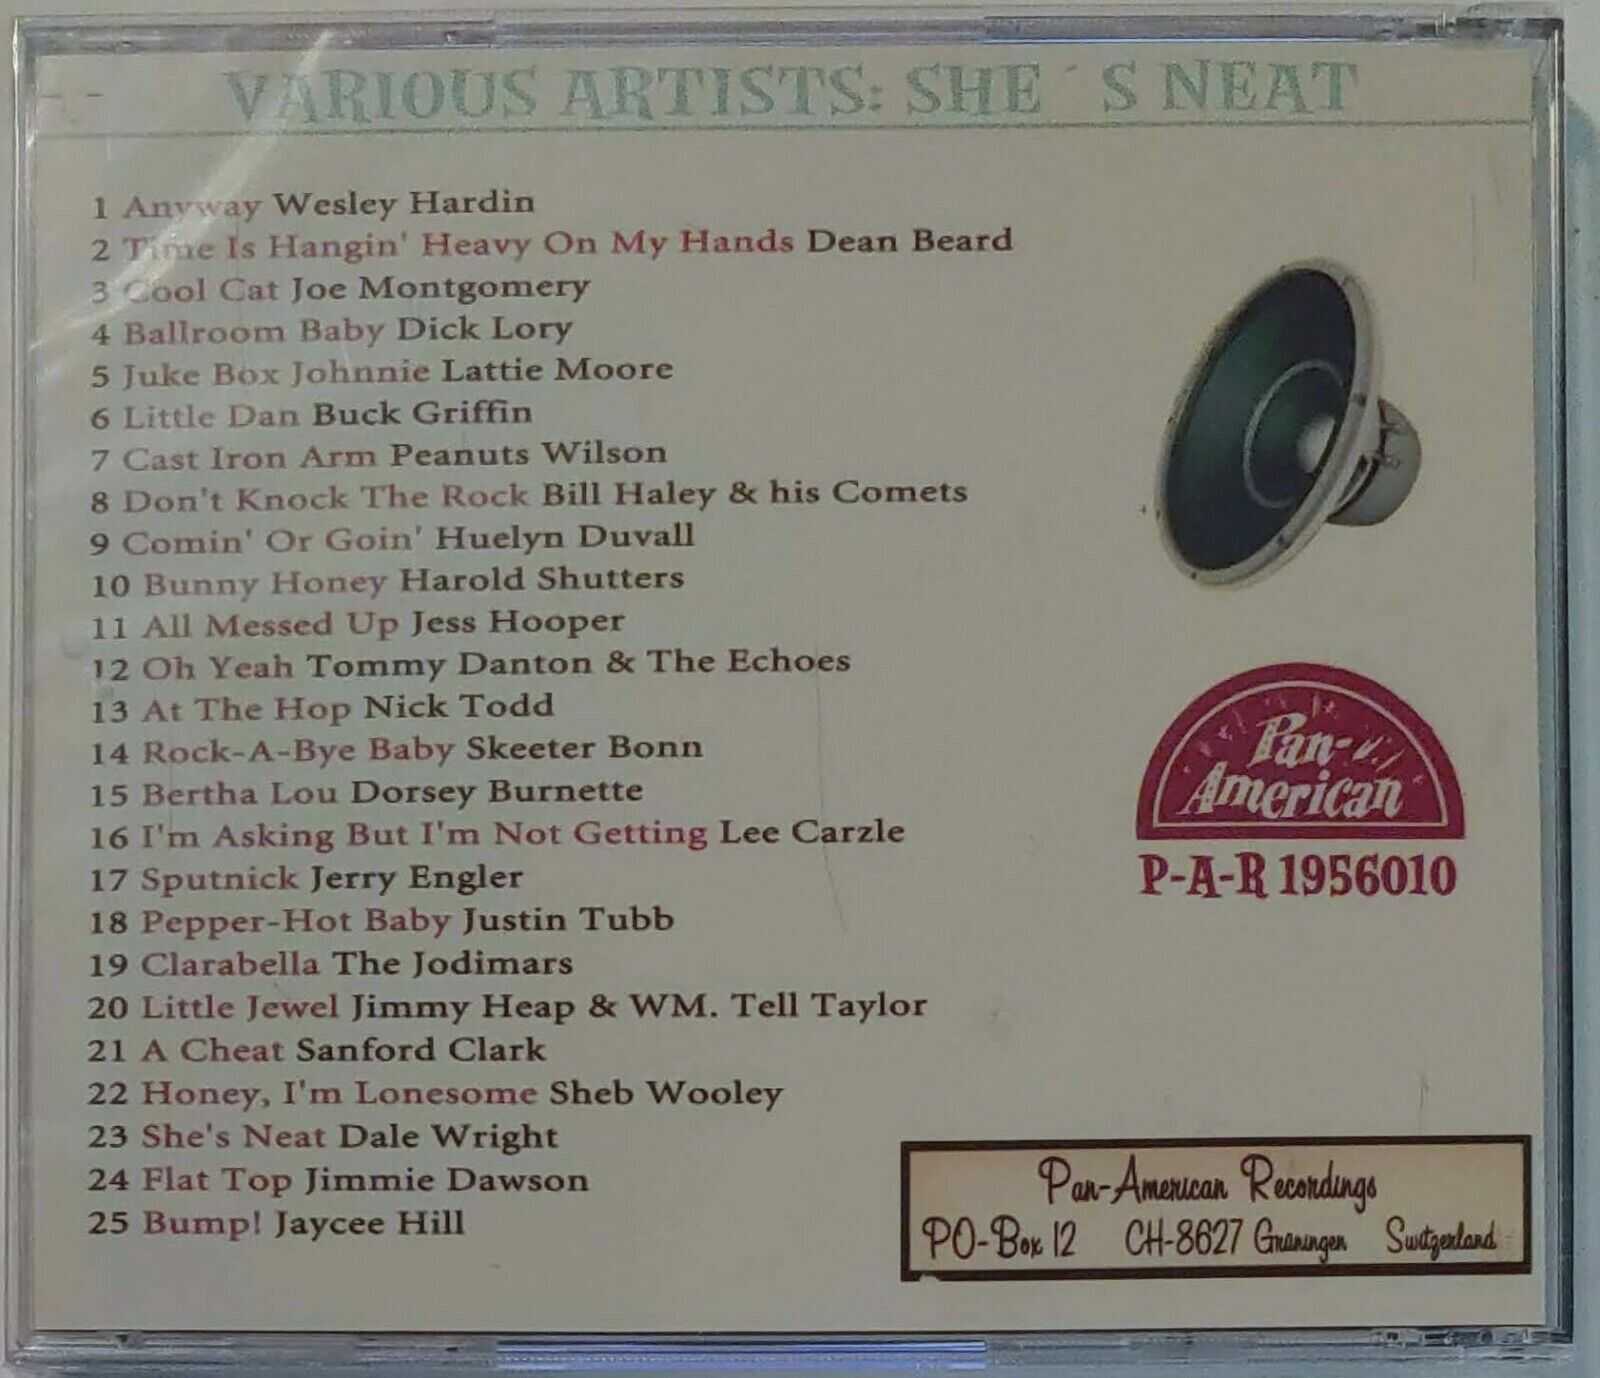 VARIOUS ARTISTS: SHE´S NEAT
1 Anyway Wesley Hardin
2 Time Is Hangin' Heavy On My Hands Dean Beard
3 Cool Cat Joe Montgomery
4 Ballroom Baby Dick Lory
5 Juke Box Johnnie Lattie Moore
6 Little Dan Buck Griffin
7 Cast Iron Arm Peanuts Wilson
8 Don't Knock The Rock Bill Haley & his Comets
9 Comin' Or Goin' Huelyn Duvall
10 Bunny Honey Harold Shutters
11 All Messed Up Jess Hooper
12 Oh Yeah Tommy Danton & The Echoes
13 At The Hop Nick Todd
14 Rock-A-Bye Baby Skeeter Bonn
15 Bertha Lou Dorsey Burnette
16 I'm Asking But I'm Not Getting Lee Carzle
17 Sputnick Jerry Engler
18 Pepper-Hot Baby Justin Tubb
19 Clarabella The Jodimars
20 Little Jewel Jimmy Heap & WM. Tell Taylor
21 A Cheat Sanford Clark
22 Honey, I'm Lonesome Sheb Wooley
23 She's Neat Dale Wright
24 Flat Top Jimmie Dawson
25 Bump! Jaycee Hill
Pan-
American
P-A-R 1956010
Pan-American Recordings
PO-Box 12 CH-8627 Grüningen Switzerland